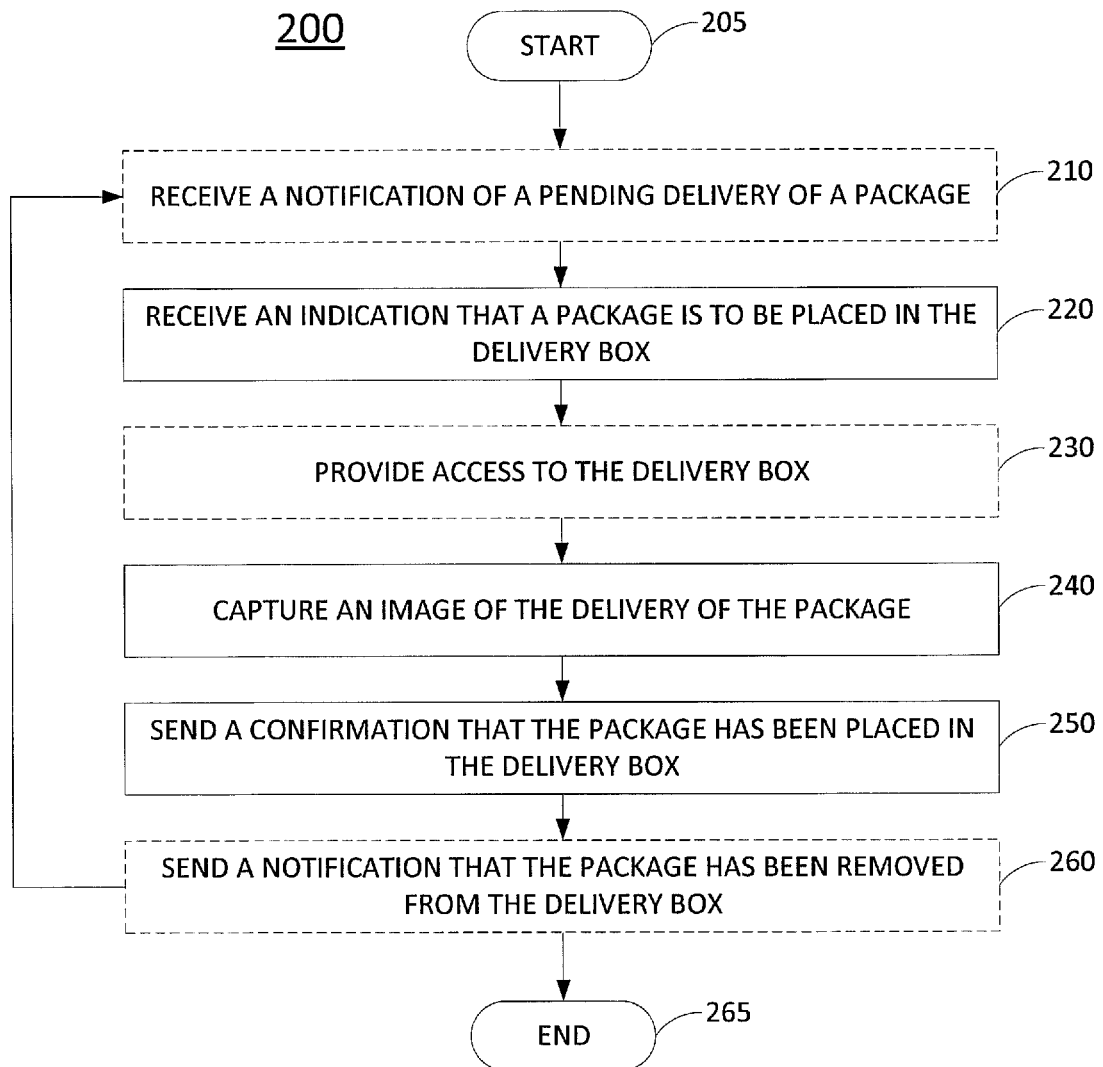 200
START
205
RECEIVE A NOTIFICATION OF A PENDING DELIVERY OF A PACKAGE
210
RECEIVE AN INDICATION THAT A PACKAGE IS TO BE PLACED IN THE
DELIVERY BOX
220
PROVIDE ACCESS TO THE DELIVERY BOX
230
CAPTURE AN IMAGE OF THE DELIVERY OF THE PACKAGE
240
SEND A CONFIRMATION THAT THE PACKAGE HAS BEEN PLACED IN
THE DELIVERY BOX
250
SEND A NOTIFICATION THAT THE PACKAGE HAS BEEN REMOVED
FROM THE DELIVERY BOX
260
END
265